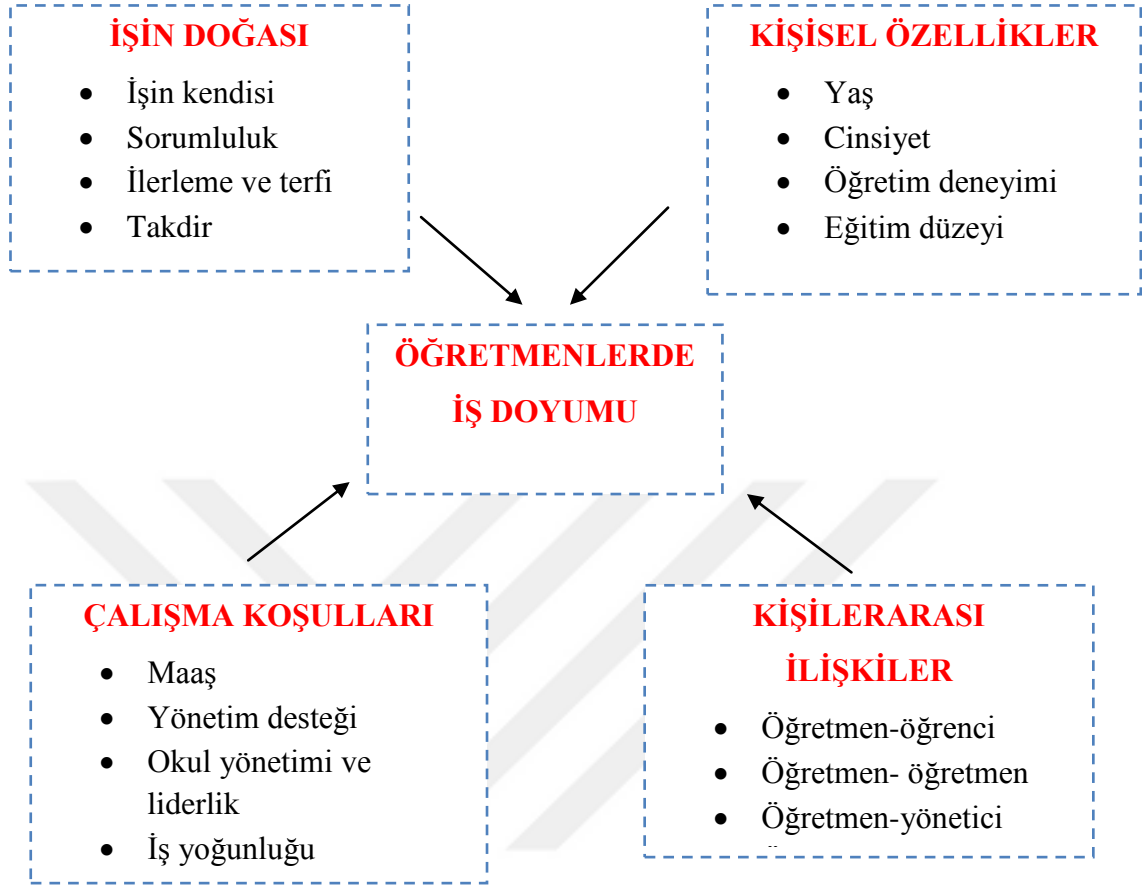 İŞİN DOĞASI
• İşin kendisi
• Sorumluluk
• İlerleme ve terfi
• Takdir
KİŞİSEL ÖZELLİKLER
• Yaş
• Cinsiyet
• Öğretim deneyimi
• Eğitim düzeyi
ÖĞRETMENLERDE
İŞ DOYUMU
ÇALIŞMA KOŞULLARI
• Maaş
• Yönetim desteği
• Okul yönetimi ve
liderlik
• İş yoğunluğu
KİŞİLERARASI
İLİŞKİLER
• Öğretmen-öğrenci
• Öğretmen- öğretmen
• Öğretmen-yönetici